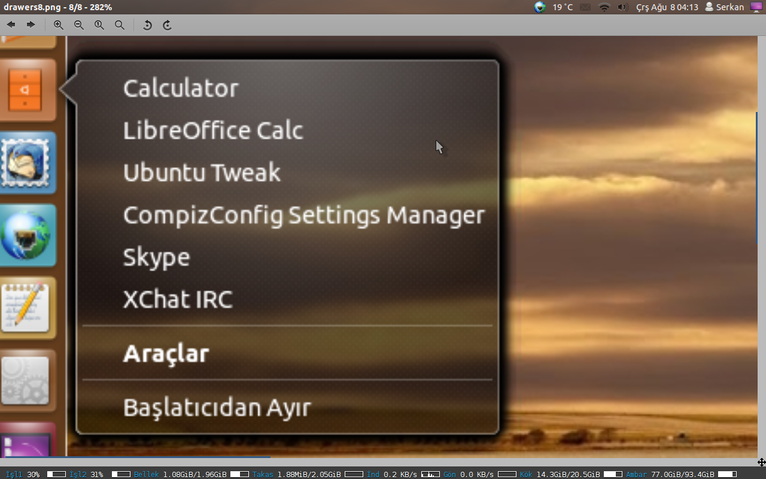 drawers8.png - 8/8 - 282%
19 °C
Çrş Ağu 8 04:13
Serkan
Calculator
LibreOffice Calc
Ubuntu Tweak
CompizConfig Settings Manager
Skype
XChat IRC
Araçlar
Başlatıcıdan Ayır
İşl1 30% İşl2 31% Bellek 1.08GiB/1.96GiB Takas 1.88MiB/2.05GiB İnd 0.2 KB/s Gön 0.0 KB/s Kök 14.3GiB/20.5GiB Ambar 77.0GiB/93.4GiB